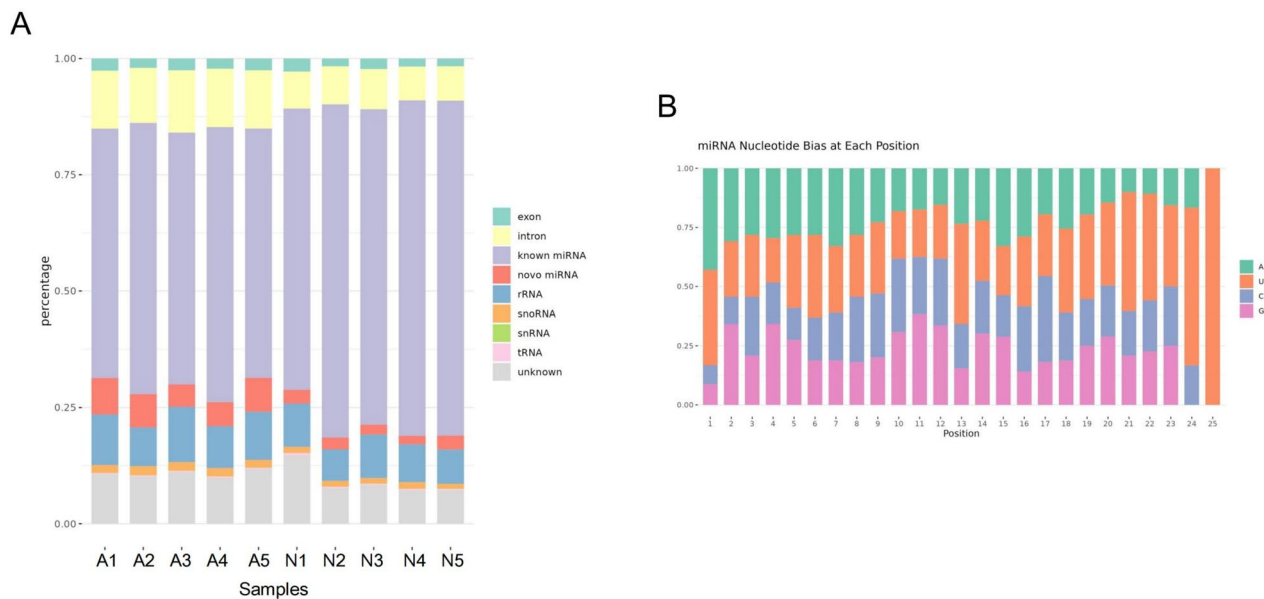 A
1.00
0.75
0.50
0.25
0.00
percentage
A1 A2 A3 A4 A5 N1 N2 N3 N4 N5
Samples
exon
intron
known miRNA
novo miRNA
rRNA
snoRNA
snRNA
tRNA
unknown
B
miRNA Nucleotide Bias at Each Position
1.00
0.75
0.50
0.25
0.00
1 2 3 4 5 6 7 8 9 10 11 12 13 14 15 16 17 18 19 20 21 22 23 24 25
Position
A
U
C
G